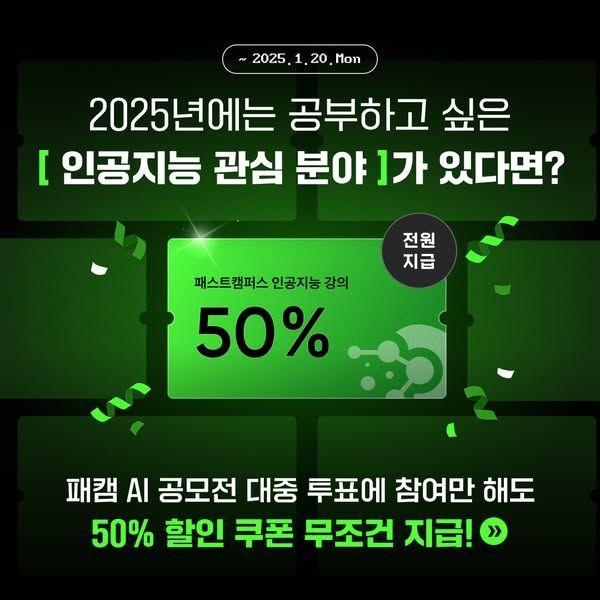 ~ 2025.1.20.Mon
2025년에는 공부하고 싶은
[ 인공지능 관심 분야 ]가 있다면?
전원
지급
패스트캠퍼스 인공지능 강의
50%
패캠 AI 공모전 대중 투표에 참여만 해도
50% 할인 쿠폰 무조건 지급!